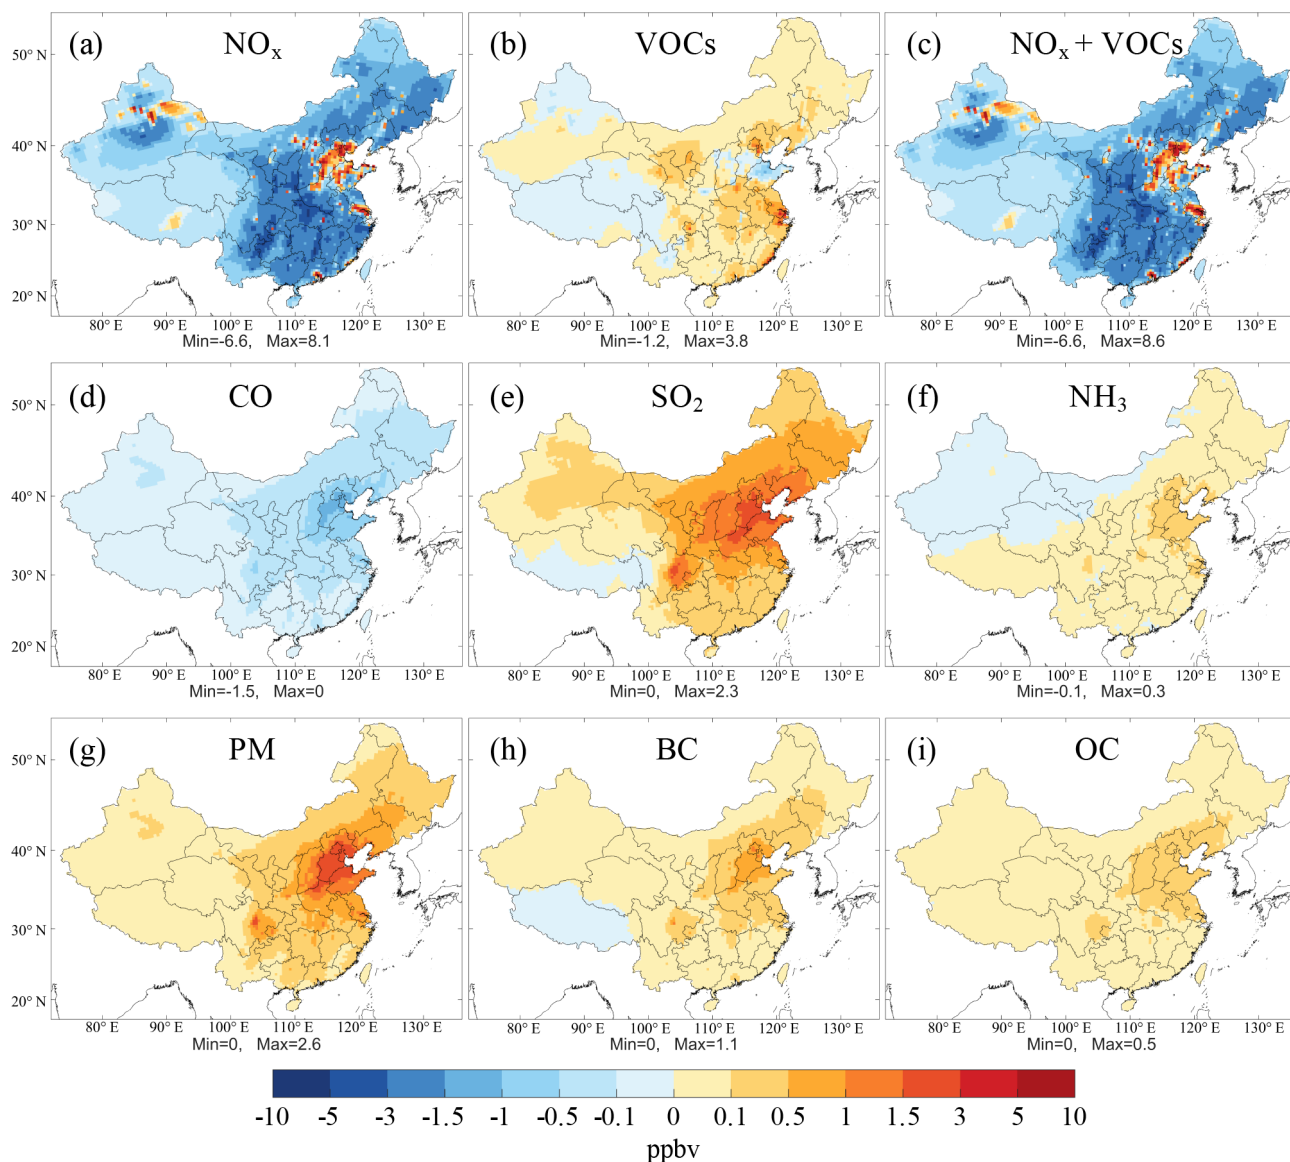 (a) NOx
(b) VOCs
(c) NOx + VOCs
50° N
40° N
30° N
20° N
80° E 90° E 100° E 110° E 120° E 130° E
80° E 90° E 100° E 110° E 120° E 130° E
80° E 90° E 100° E 110° E 120° E 130° E
Min=-6.6, Max=8.1
Min=-1.2, Max=3.8
Min=-6.6, Max=8.6
(d) CO
(e) SO2
(f) NH3
50° N
40° N
30° N
20° N
80° E 90° E 100° E 110° E 120° E 130° E
80° E 90° E 100° E 110° E 120° E 130° E
80° E 90° E 100° E 110° E 120° E 130° E
Min=-1.5, Max=0
Min=0, Max=2.3
Min=-0.1, Max=0.3
(g) PM
(h) BC
(i) OC
50° N
40° N
30° N
20° N
80° E 90° E 100° E 110° E 120° E 130° E
80° E 90° E 100° E 110° E 120° E 130° E
80° E 90° E 100° E 110° E 120° E 130° E
Min=0, Max=2.6
Min=0, Max=1.1
Min=0, Max=0.5
-10 -5 -3 -1.5 -1 -0.5 -0.1 0 0.1 0.5 1 1.5 3 5 10
ppbv